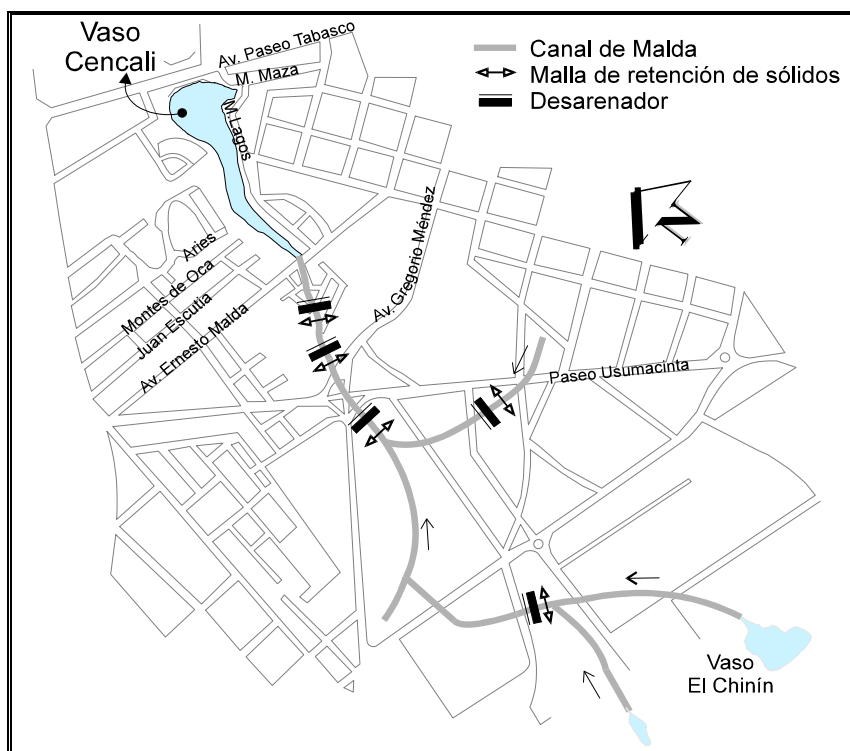 Vaso
Cencali
Av. Paseo Tabasco
M. Maza
M. Lagos
Canal de Malda
Malla de retención de sólidos
Desarenador
N
Av. Gregorio Méndez
Aries
Montes de Oca
Juan Escutia
Av. Ernesto Malda
Paseo Usumacinta
Vaso
El Chinín